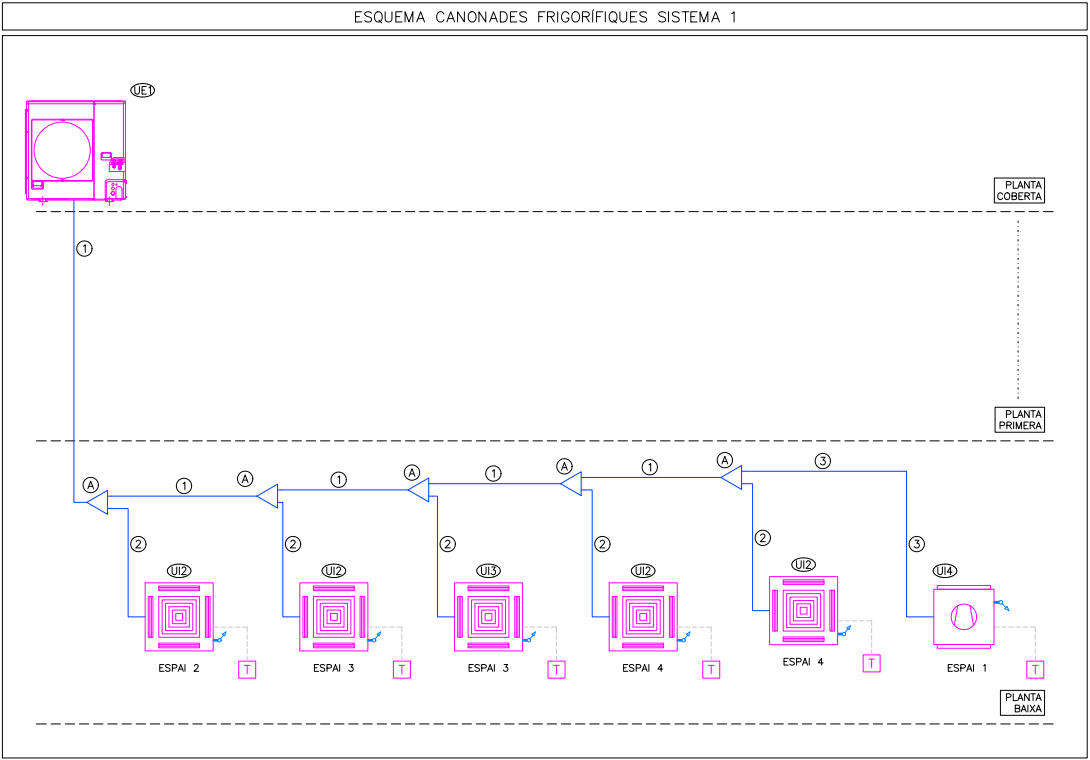 ESQUEMA CANONADES FRIGORÍFIQUES SISTEMA 1
UE1
PLANTA
COBERTA
1
PLANTA
PRIMERA
A
1
A
1
A
1
A
1
A
3
2
2
2
2
2
3
UI2
UI2
UI3
UI2
UI2
UI4
ESPAI 2
T
ESPAI 3
T
ESPAI 3
T
ESPAI 4
T
ESPAI 4
T
ESPAI 1
T
PLANTA
BAIXA